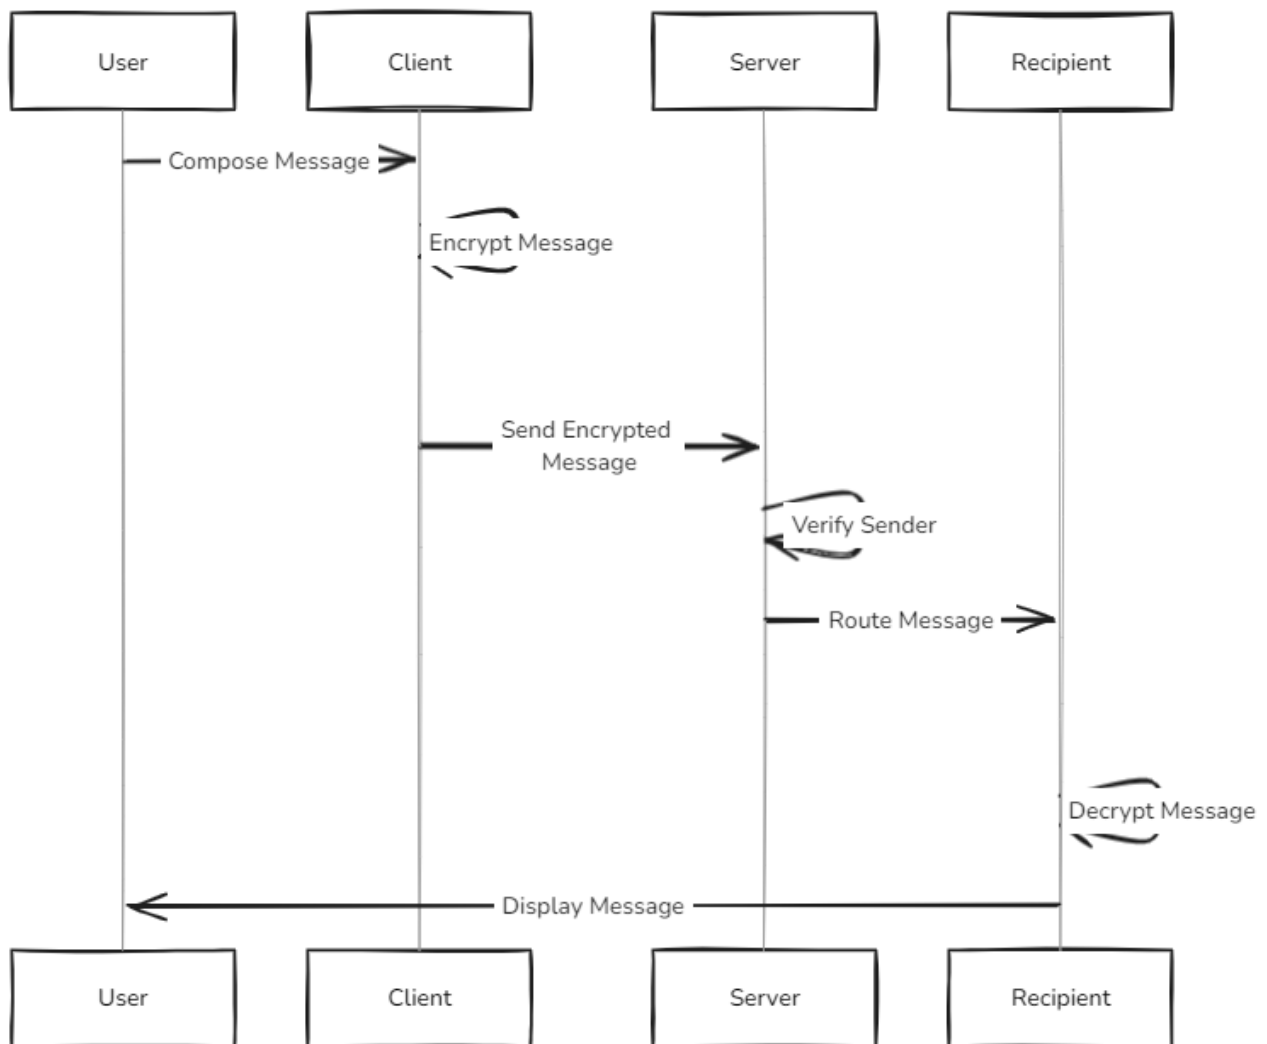 User
Client
Server
Recipient
Compose Message
Encrypt Message
Send Encrypted
Message
Verify Sender
Route Message
Decrypt Message
Display Message
User
Client
Server
Recipient